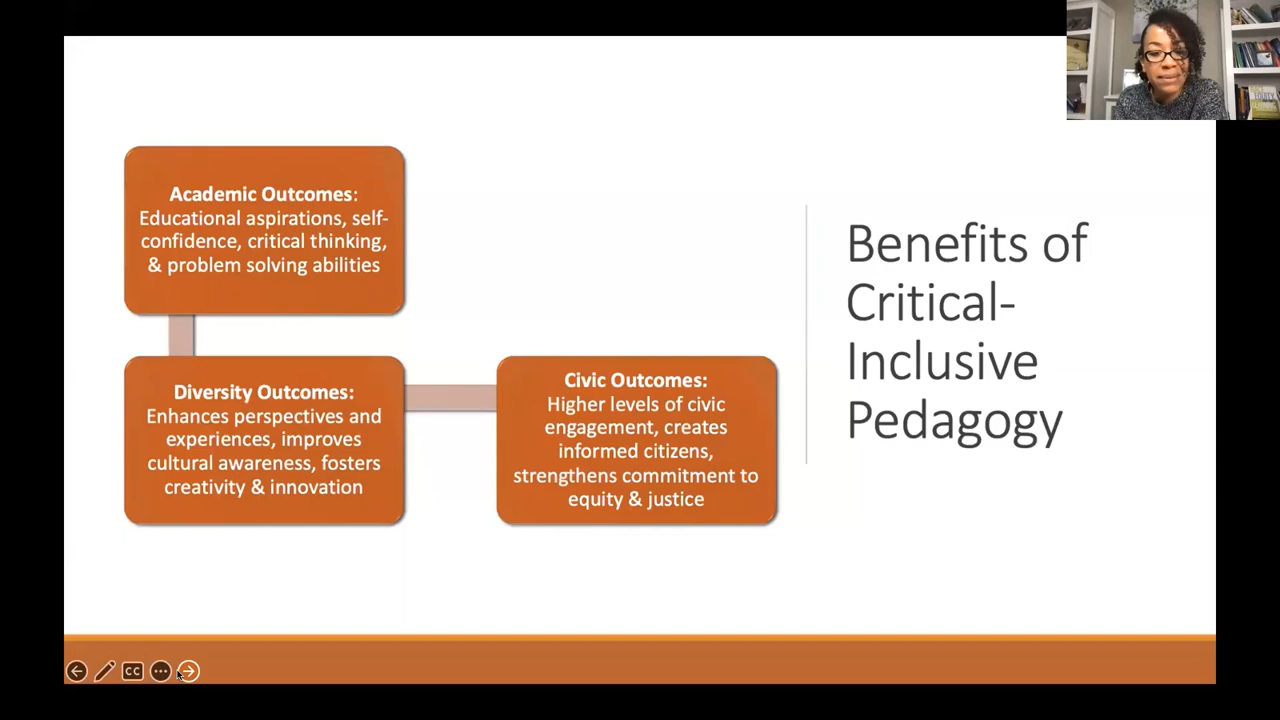 Academic Outcomes:
Educational aspirations, self-
confidence, critical thinking,
& problem solving abilities
Diversity Outcomes:
Enhances perspectives and
experiences, improves
cultural awareness, fosters
creativity & innovation
Civic Outcomes:
Higher levels of civic
engagement, creates
informed citizens,
strengthens commitment to
equity & justice
Benefits of
Critical-
Inclusive
Pedagogy
CC